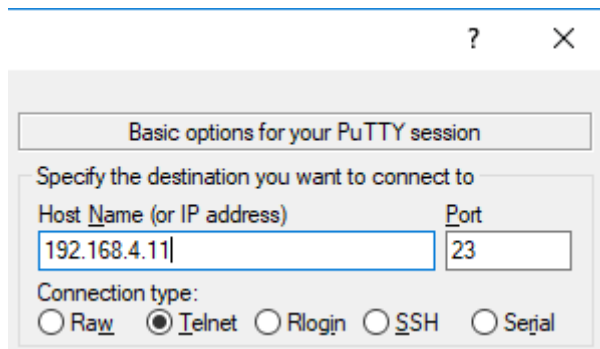 ?
Basic options for your PuTTY session
Specify the destination you want to connect to
Host Name (or IP address) Port
192.168.4.11 23
Connection type:
Raw Telnet Rlogin SSH Serial